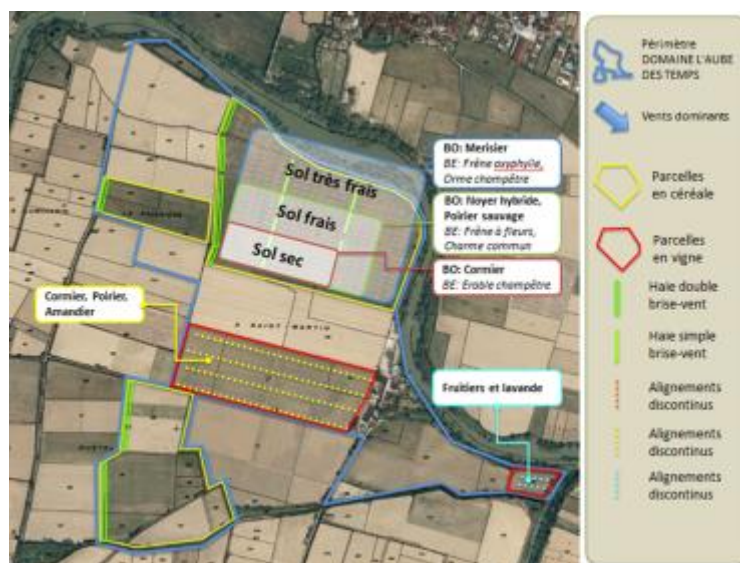 Sol très frais
Sol frais
Sol sec
BO: Merisier
BE: Frêne oxyphylle,
Orme champêtre
BO: Noyer hybride,
Poirier sauvage
BE: Frêne à fleurs,
Charme commun
BO: Cormier
BE: Erable champêtre
Cormier, Poirier,
Amandier
SAINT-MARTIN
Fruitiers et lavande
Périmètre
DOMAINE L'AUBE
DES TEMPS
Vents dominants
Parcelles
en céréale
Parcelles
en vigne
Haie double
brise-vent
Haie simple
brise-vent
Alignements
discontinus
Alignements
discontinus
Alignements
discontinus